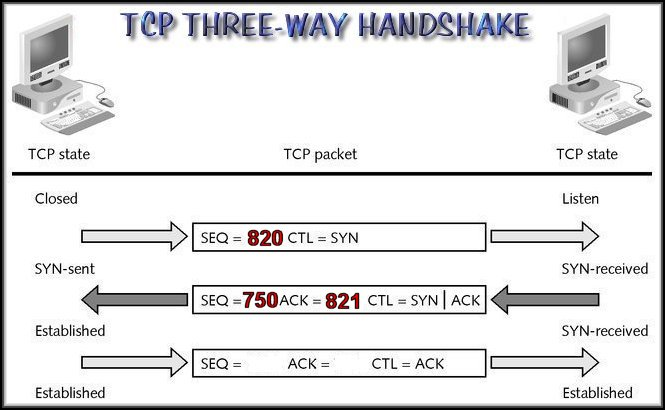 TCP THREE-WAY HANDSHAKE
TCP state TCP packet TCP state
Closed Listen
SEQ = 820 CTL = SYN
SYN-sent SYN-received
SEQ =750 ACK = 821 CTL = SYN | ACK
Established SYN-received
SEQ = ACK = CTL = ACK
Established Established